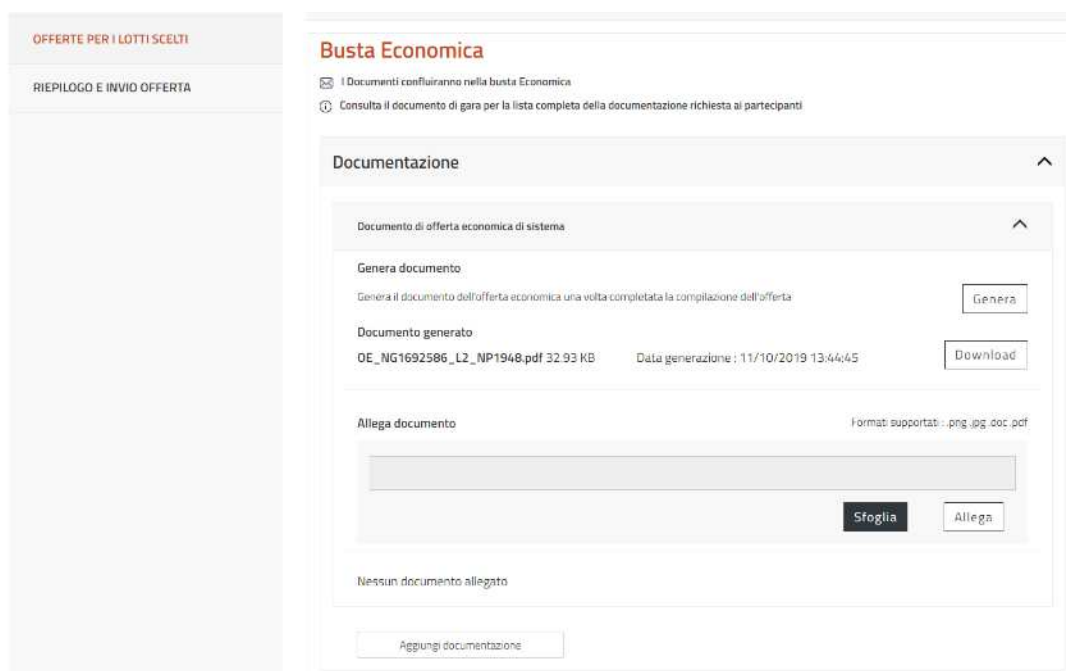 OFFERTE PER I LOTTI SCELTI
RIEPILOGO E INVIO OFFERTA
Busta Economica
I Documenti confluiranno nella busta Economica
Consulta il documento di gara per la lista completa della documentazione richiesta ai partecipanti
Documentazione
Documento di offerta economica di sistema
Genera documento
Genera il documento dell'offerta economica una volta completata la compilazione dell'offerta
Genera
Documento generato
OE_NG1692586_L2_NP1948.pdf 32.93 KB Data generazione : 11/10/2019 13:44:45
Download
Allega documento Formati supportati : .png .jpg .doc .pdf
Sfoglia Allega
Nessun documento allegato
Aggiungi documentazione